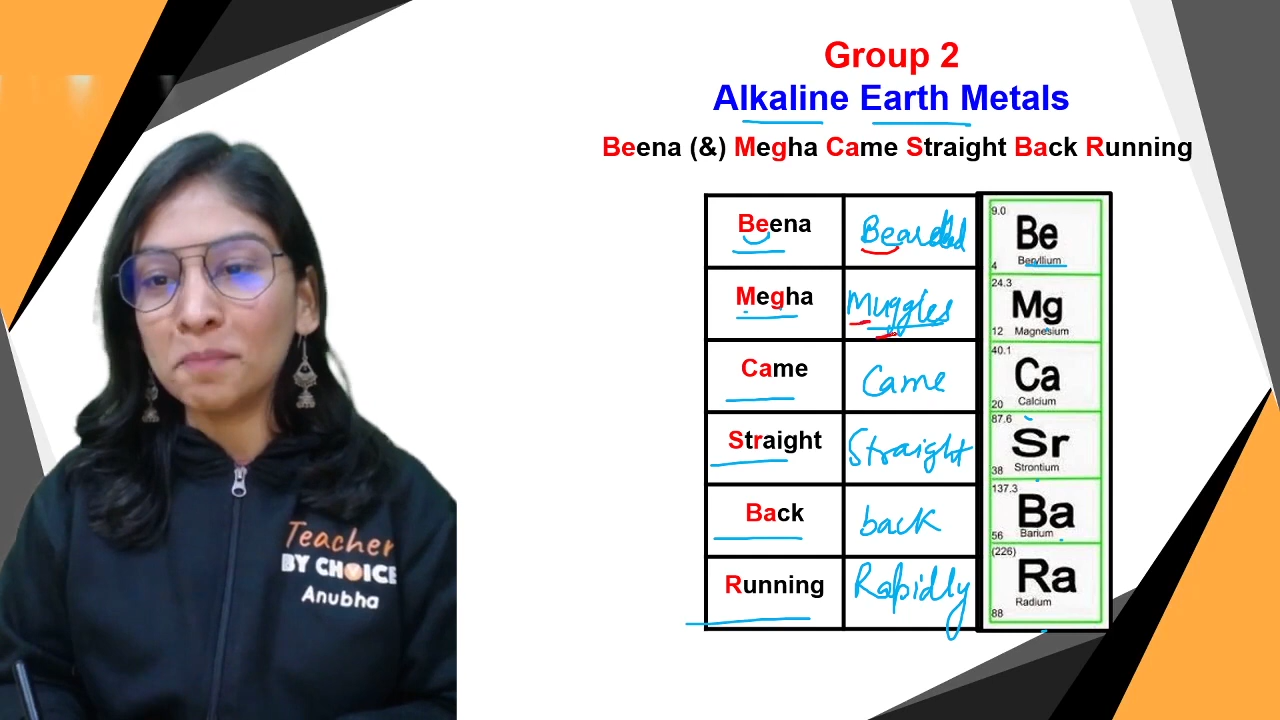 Group 2
Alkaline Earth Metals
Beena (&) Megha Came Straight Back Running
Beena
Bearded
9.0
Be
Beryllium
4
Megha
Muggles
24.3
Mg
12 Magnesium
Came
Came
40.1
Ca
Calcium
20
Straight
Straight
87.6
Sr
38 Strontium
Back
back
137.3
Ba
56 Barium
Running
Rapidly
(226)
Ra
Radium
88
Teacher
BY CHOICE
Anubha